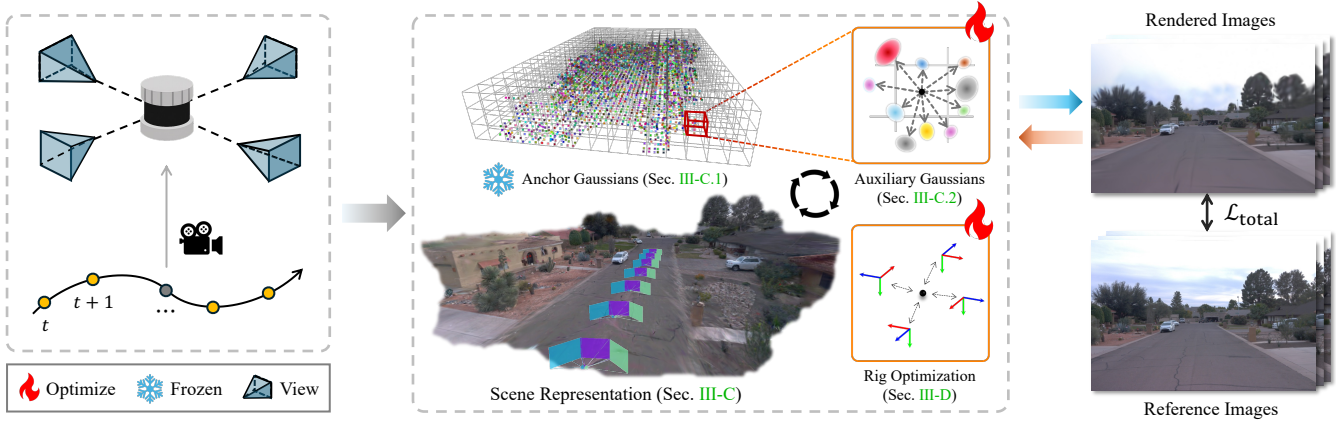 t
t + 1
...
Optimize
Frozen
View
Anchor Gaussians (Sec. III-C.1)
Auxiliary Gaussians
(Sec. III-C.2)
Scene Representation (Sec. III-C)
Rig Optimization
(Sec. III-D)
Rendered Images
ℒtotal
Reference Images